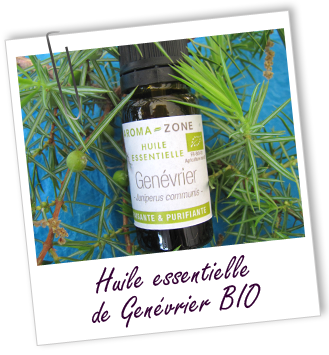 AROMA-ZONE
HUILE
ESSENTIELLE
Genévrier
- Juniperus communis -
& PURIFIANTE
Huile essentielle
de Genévrier BIO